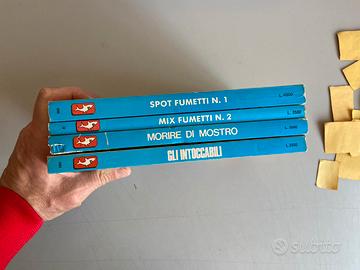 SPOT FUMETTI N. 1
MIX FUMETTI N. 2
MORIRE DI MOSTRO
GLI INTOCCABILI
subito